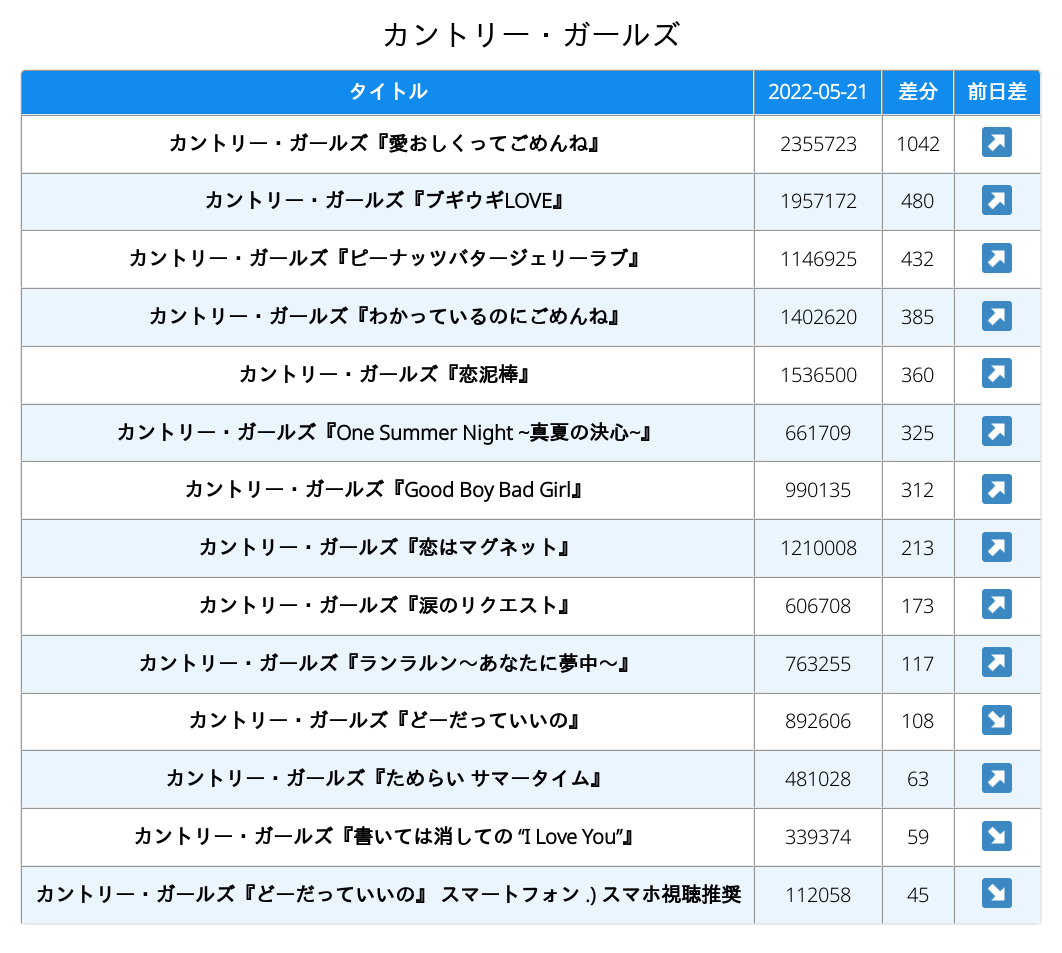 カントリー・ガールズ
タイトル 2022-05-21 差分 前日差
カントリー・ガールズ『愛おしくってごめんね』 2355723 1042 ↗
カントリー・ガールズ『ブギウギLOVE』 1957172 480 ↗
カントリー・ガールズ『ピーナッツバタージェリーラブ』 1146925 432 ↗
カントリー・ガールズ『わかっているのにごめんね』 1402620 385 ↗
カントリー・ガールズ『恋泥棒』 1536500 360 ↗
カントリー・ガールズ『One Summer Night ~真夏の決心~』 661709 325 ↗
カントリー・ガールズ『Good Boy Bad Girl』 990135 312 ↗
カントリー・ガールズ『恋はマグネット』 1210008 213 ↗
カントリー・ガールズ『涙のリクエスト』 606708 173 ↗
カントリー・ガールズ『ランラルン～あなたに夢中～』 763255 117 ↗
カントリー・ガールズ『どーだっていいの』 892606 108 ↘
カントリー・ガールズ『ためらい サマータイム』 481028 63 ↗
カントリー・ガールズ『書いては消しての “I Love You”』 339374 59 ↘
カントリー・ガールズ『どーだっていいの』 スマートフォン .) スマホ視聴推奨 112058 45 ↘